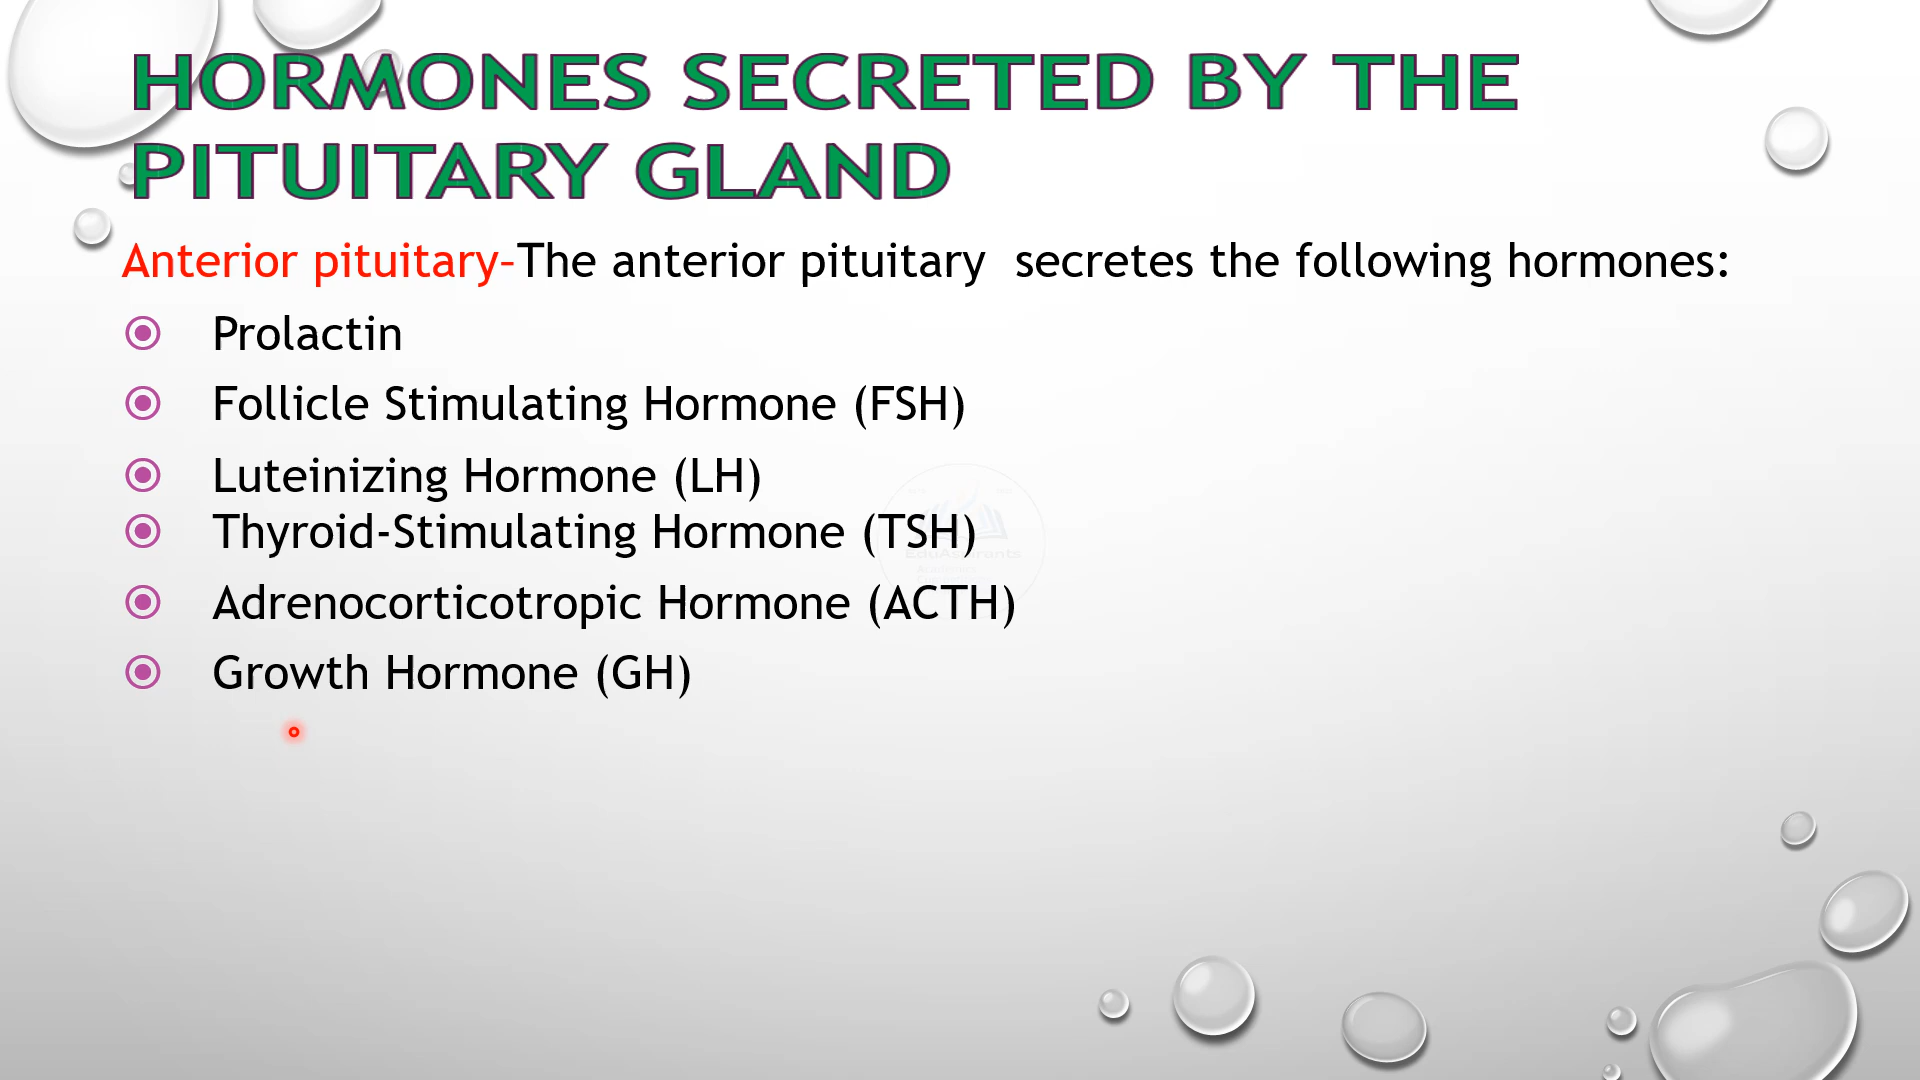 HORMONES SECRETED BY THE
PITUITARY GLAND
Anterior pituitary–The anterior pituitary  secretes the following hormones:
Prolactin
Follicle Stimulating Hormone (FSH)
Luteinizing Hormone (LH)
Thyroid-Stimulating Hormone (TSH)
EduAspirants
Adrenocorticotropic Hormone (ACTH)
Growth Hormone (GH)